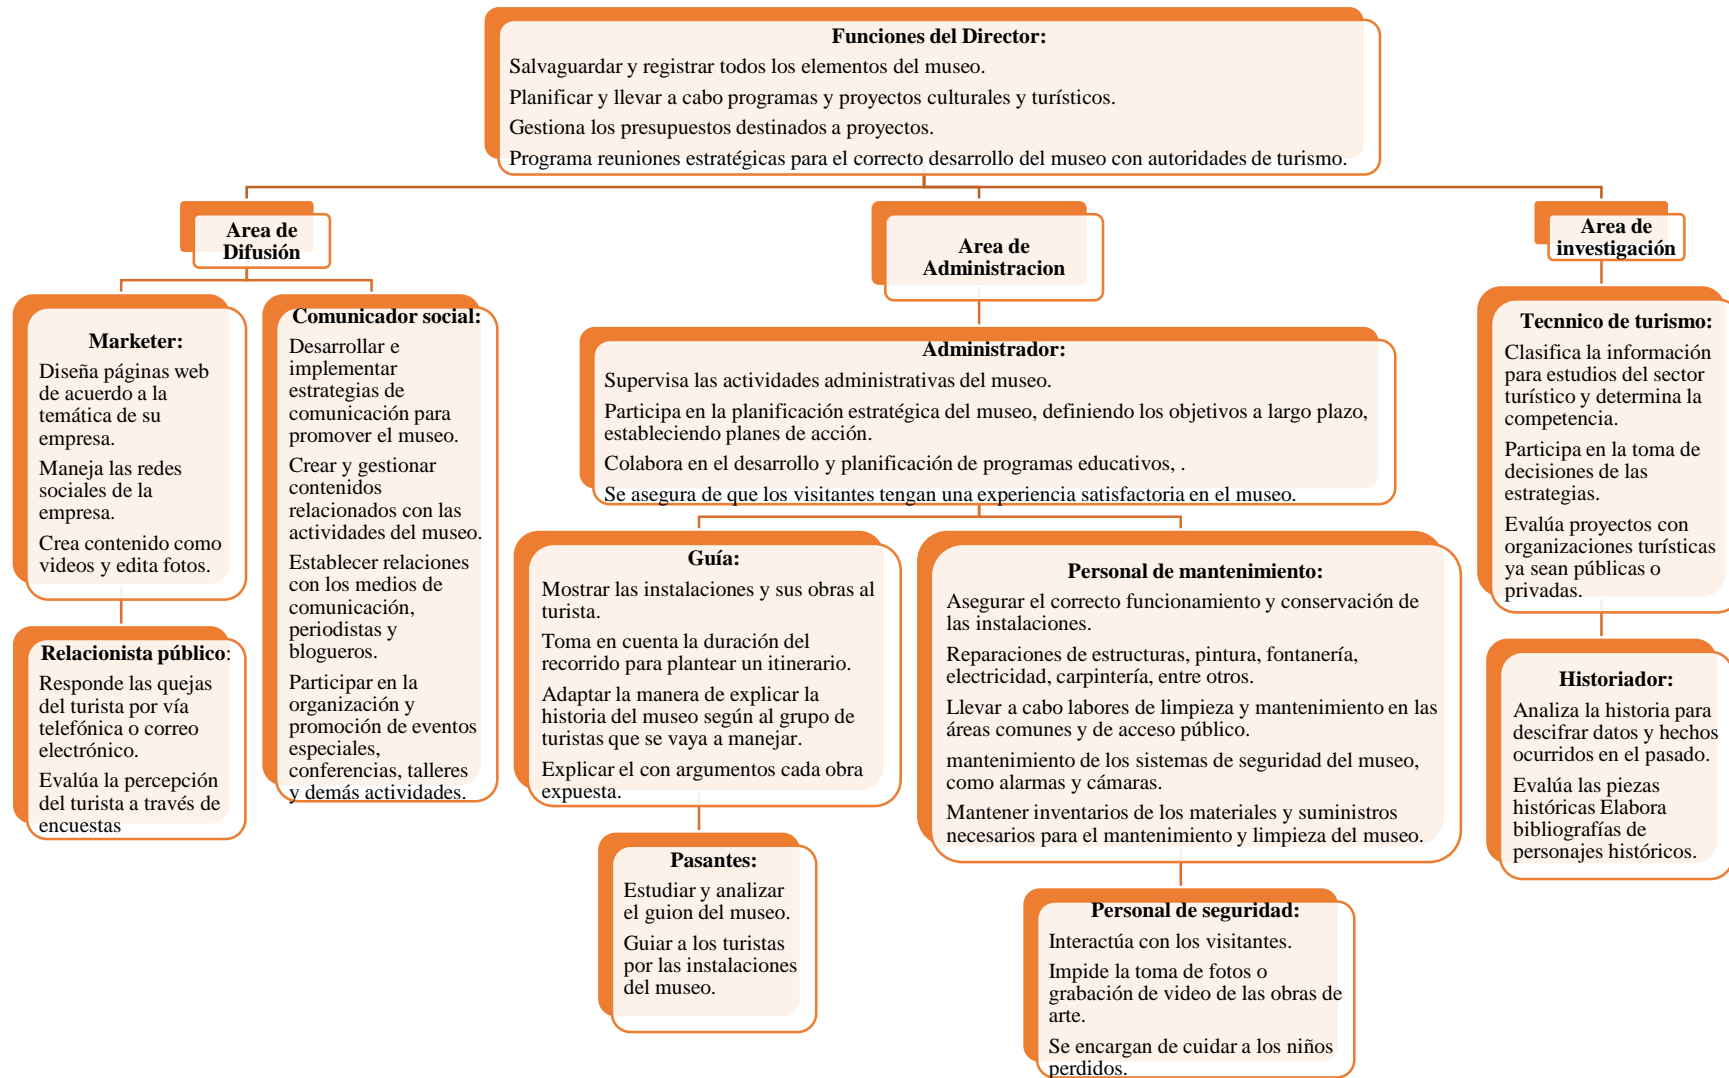 Funciones del Director:
Salvaguardar y registrar todos los elementos del museo.
Planificar y llevar a cabo programas y proyectos culturales y turísticos.
Gestiona los presupuestos destinados a proyectos.
Programa reuniones estratégicas para el correcto desarrollo del museo con autoridades de turismo.
Area de
Difusión
Marketer:
Diseña páginas web
de acuerdo a la
temática de su
empresa.
Maneja las redes
sociales de la
empresa.
Crea contenido como
videos y edita fotos.
Relacionista público:
Responde las quejas
del turista por vía
telefónica o correo
electrónico.
Evalúa la percepción
del turista a través de
encuestas
Comunicador social:
Desarrollar e
implementar
estrategias de
comunicación para
promover el museo.
Crear y gestionar
contenidos
relacionados con las
actividades del museo.
Establecer relaciones
con los medios de
comunicación,
periodistas y
blogueros.
Participar en la
organización y
promoción de eventos
especiales,
conferencias, talleres
y demás actividades.
Area de
Administracion
Administrador:
Supervisa las actividades administrativas del museo.
Participa en la planificación estratégica del museo, definiendo los objetivos a largo plazo,
estableciendo planes de acción.
Colabora en el desarrollo y planificación de programas educativos, .
Se asegura de que los visitantes tengan una experiencia satisfactoria en el museo.
Guía:
Mostrar las instalaciones y sus obras al
turista.
Toma en cuenta la duración del
recorrido para plantear un itinerario.
Adaptar la manera de explicar la
historia del museo según al grupo de
turistas que se vaya a manejar.
Explicar el con argumentos cada obra
expuesta.
Pasantes:
Estudiar y analizar
el guion del museo.
Guiar a los turistas
por las instalaciones
del museo.
Personal de mantenimiento:
Asegurar el correcto funcionamiento y conservación de
las instalaciones.
Reparaciones de estructuras, pintura, fontanería,
electricidad, carpintería, entre otros.
Llevar a cabo labores de limpieza y mantenimiento en las
áreas comunes y de acceso público.
mantenimiento de los sistemas de seguridad del museo,
como alarmas y cámaras.
Mantener inventarios de los materiales y suministros
necesarios para el mantenimiento y limpieza del museo.
Personal de seguridad:
Interactúa con los visitantes.
Impide la toma de fotos o
grabación de video de las obras de
arte.
Se encargan de cuidar a los niños
perdidos.
Area de
investigación
Tecnnico de turismo:
Clasifica la información
para estudios del sector
turístico y determina la
competencia.
Participa en la toma de
decisiones de las
estrategias.
Evalúa proyectos con
organizaciones turísticas
ya sean públicas o
privadas.
Historiador:
Analiza la historia para
descifrar datos y hechos
ocurridos en el pasado.
Evalúa las piezas
históricas Elabora
bibliografías de
personajes históricos.